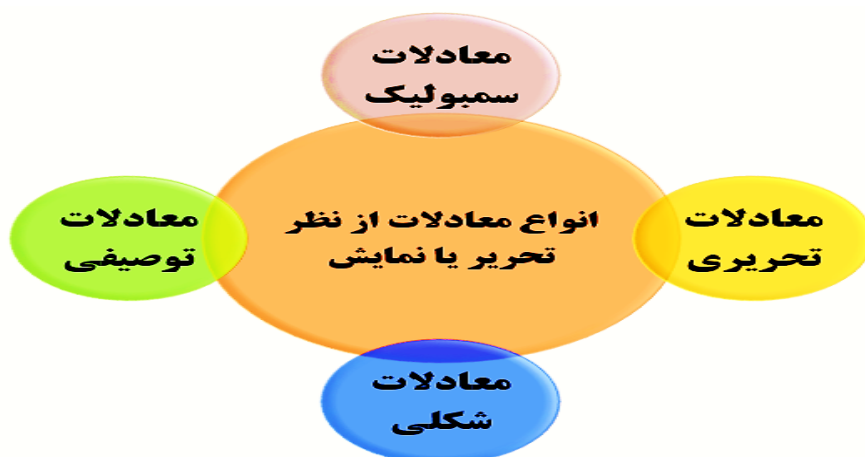 معادلات
سمبولیک
انواع معادلات از نظر
تحریر یا نمایش
معادلات
تحریری
معادلات
توصیفی
معادلات
شکلی